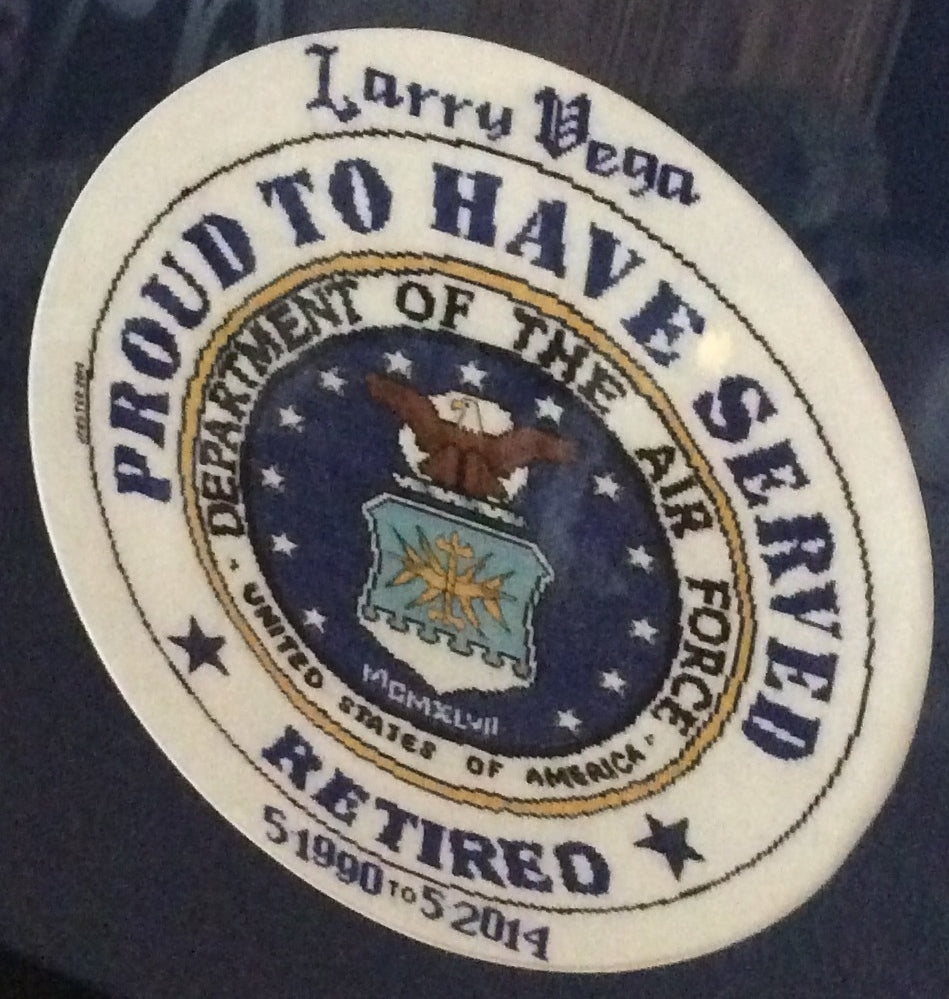 Larry Vega
PROUD TO HAVE SERVED
DEPARTMENT OF THE AIR FORCE
UNITED STATES OF AMERICA
MCMXLVII
RETIRED
5 1990 TO 5 2014